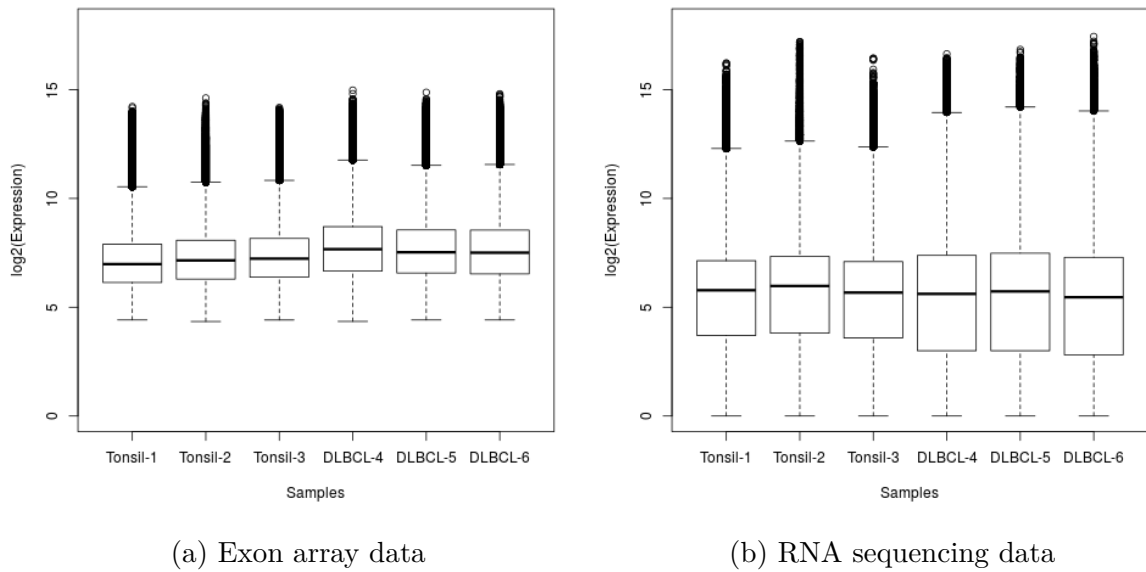 log2(Expression)
15
10
5
0
Tonsil-1 Tonsil-2 Tonsil-3 DLBCL-4 DLBCL-5 DLBCL-6
Samples
(a) Exon array data
log2(Expression)
15
10
5
0
Tonsil-1 Tonsil-2 Tonsil-3 DLBCL-4 DLBCL-5 DLBCL-6
Samples
(b) RNA sequencing data